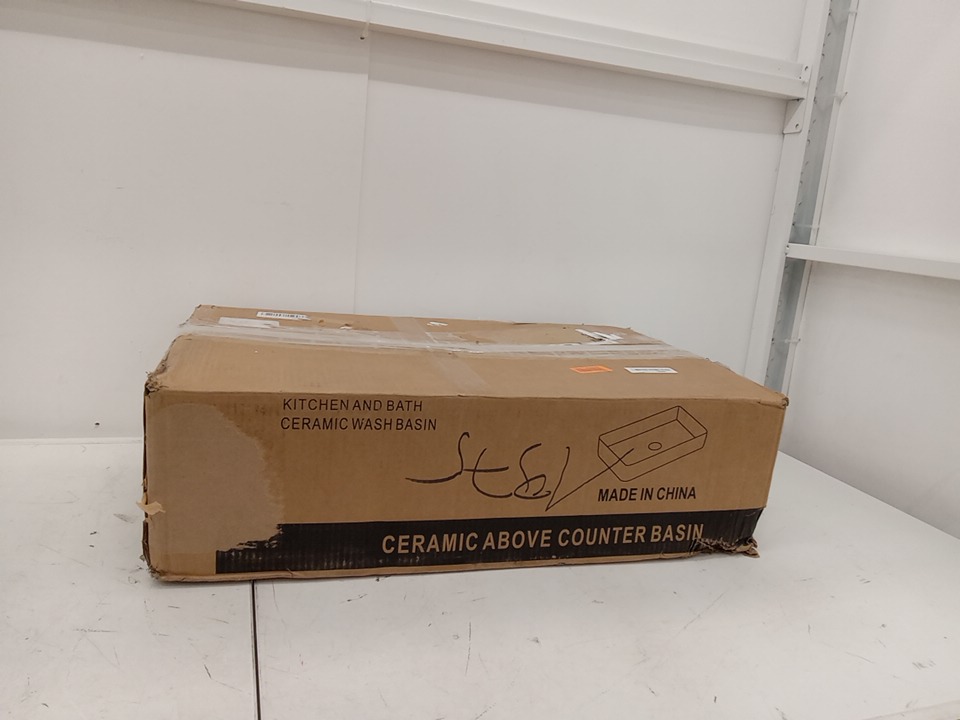 KITCHEN AND BATH
CERAMIC WASH BASIN
MADE IN CHINA
CERAMIC ABOVE COUNTER BASIN